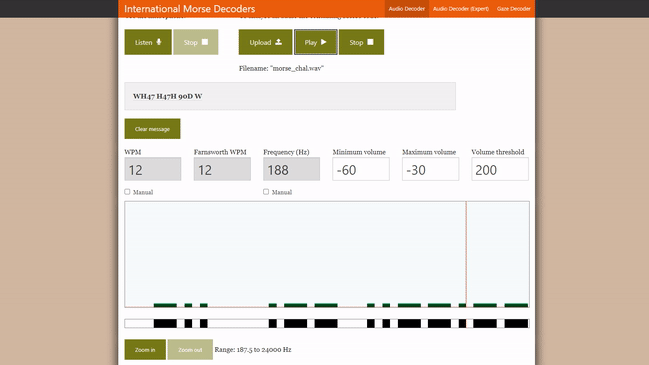 International Morse Decoders
Audio Decoder Audio Decoder (Expert) Gaze Decoder
Listen Stop Upload Play Stop
Filename: "morse_chal.wav"
WH47 H47H 90D W
Clear message
WPM Farnsworth WPM Frequency (Hz) Minimum volume Maximum volume Volume threshold
12 12 188 -60 -30 200
Manual Manual
Zoom in Zoom out Range: 187.5 to 24000 Hz